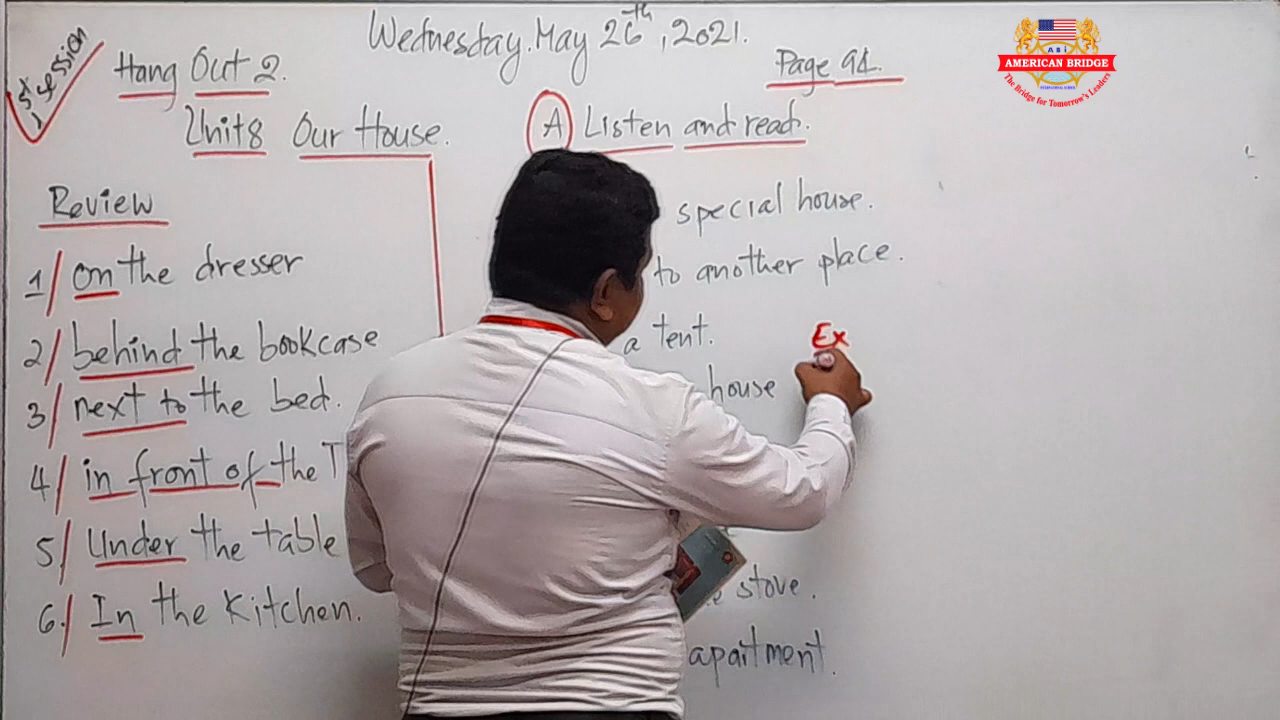 Wednesday. May 26th, 2021.
session
Hang Out 2.
Page 91.
Unit 8 Our House.
A Listen and read.
Review
1/ on the dresser
2/ behind the bookcase
3/ next to the bed.
4/ in front of the T
5/ Under the table
6./ In the Kitchen.
special house.
to another place.
a tent.
house
Ex
stove.
apartment.
ABi
AMERICAN BRIDGE
The Bridge for Tomorrow's Leaders